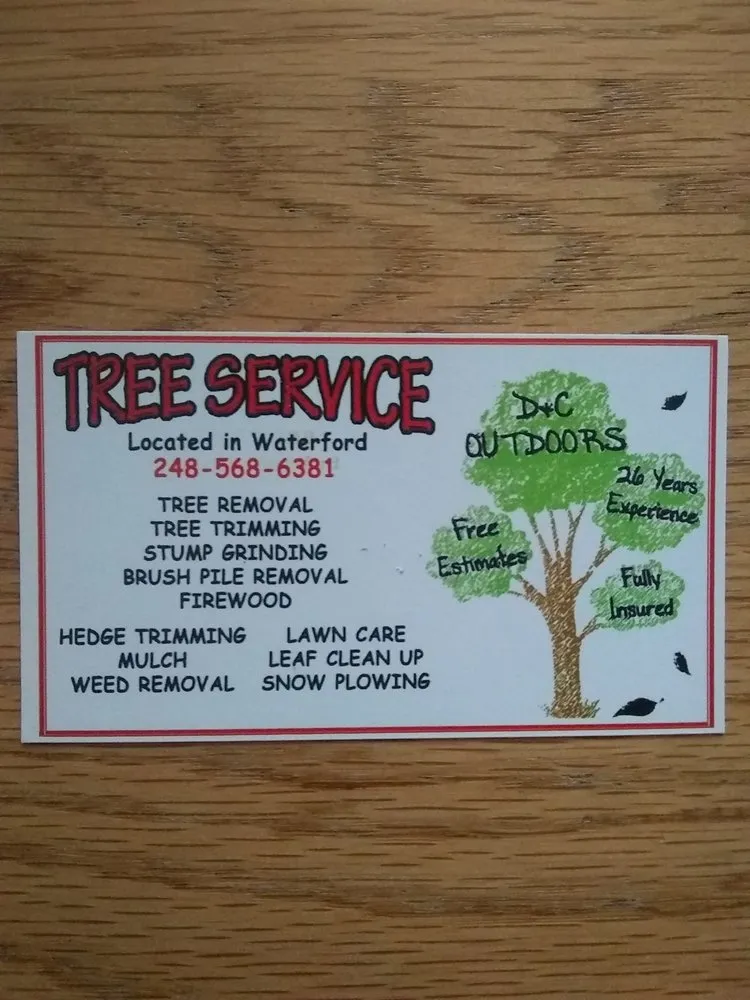 TREE SERVICE
Located in Waterford
248-568-6381
TREE REMOVAL
TREE TRIMMING
STUMP GRINDING
BRUSH PILE REMOVAL
FIREWOOD
HEDGE TRIMMING
MULCH
WEED REMOVAL
LAWN CARE
LEAF CLEAN UP
SNOW PLOWING
D+C
OUTDOORS
26 Years
Experience
Free
Estimates
Fully
Insured